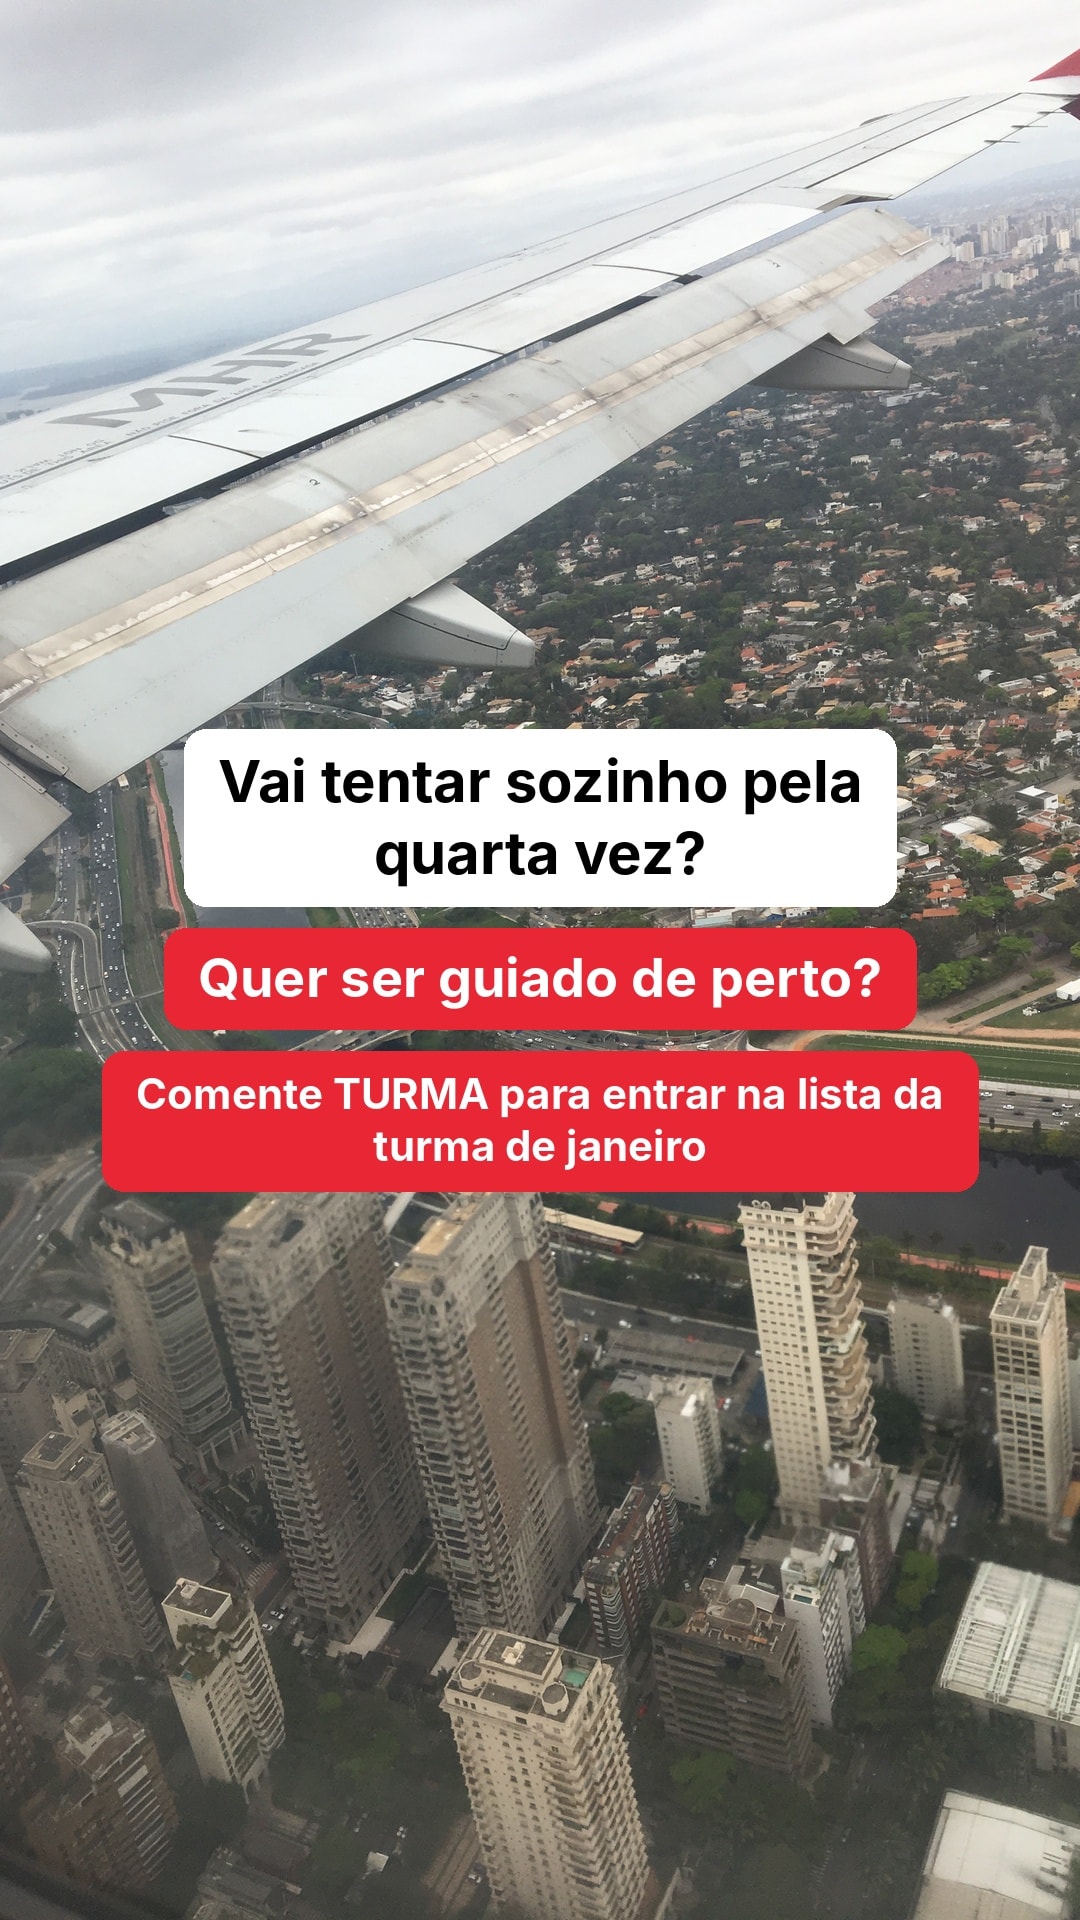 MHR
Vai tentar sozinho pela
quarta vez?
Quer ser guiado de perto?
Comente TURMA para entrar na lista da
turma de janeiro